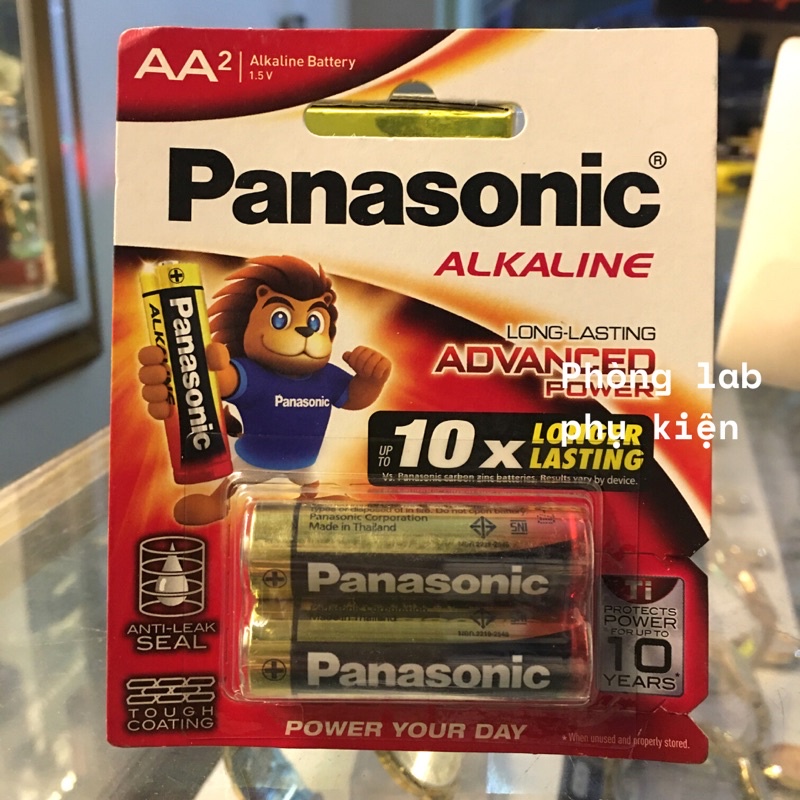 AA² | Alkaline Battery
1.5 V
Panasonic®
ALKALINE
Panasonic
ALKALINE
Panasonic
LONG-LASTING
ADVANCED
POWER
Phòng lab
phụ kiện
UP TO 10x LONGER LASTING
Vs. Panasonic carbon zinc batteries. Results vary by device.
Panasonic Corporation
Made in Thailand
SNI
Panasonic
Panasonic
ANTI-LEAK
SEAL
TOUGH
COATING
Ti
PROTECTS
POWER
FOR UP TO
10
YEARS*
POWER YOUR DAY
* When unused and properly stored.